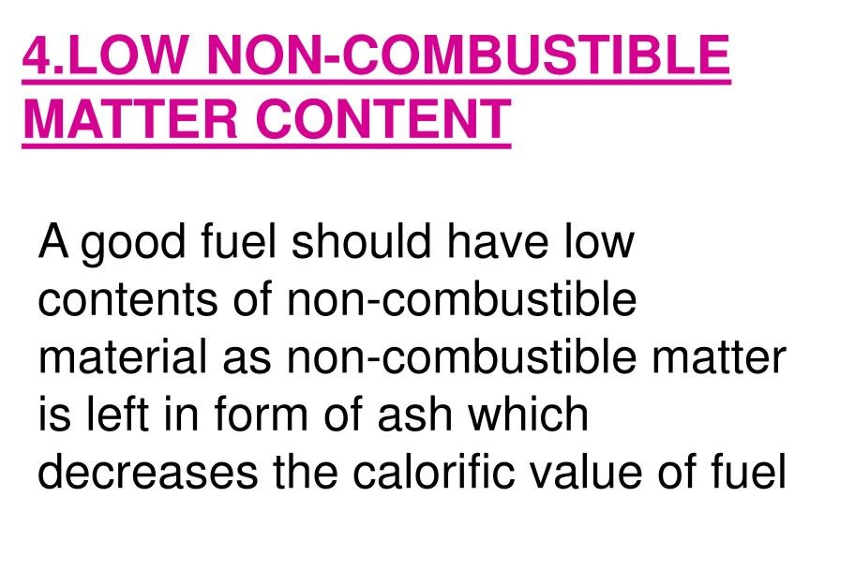 4.LOW NON-COMBUSTIBLE
MATTER CONTENT
A good fuel should have low
contents of non-combustible
material as non-combustible matter
is left in form of ash which
decreases the calorific value of fuel